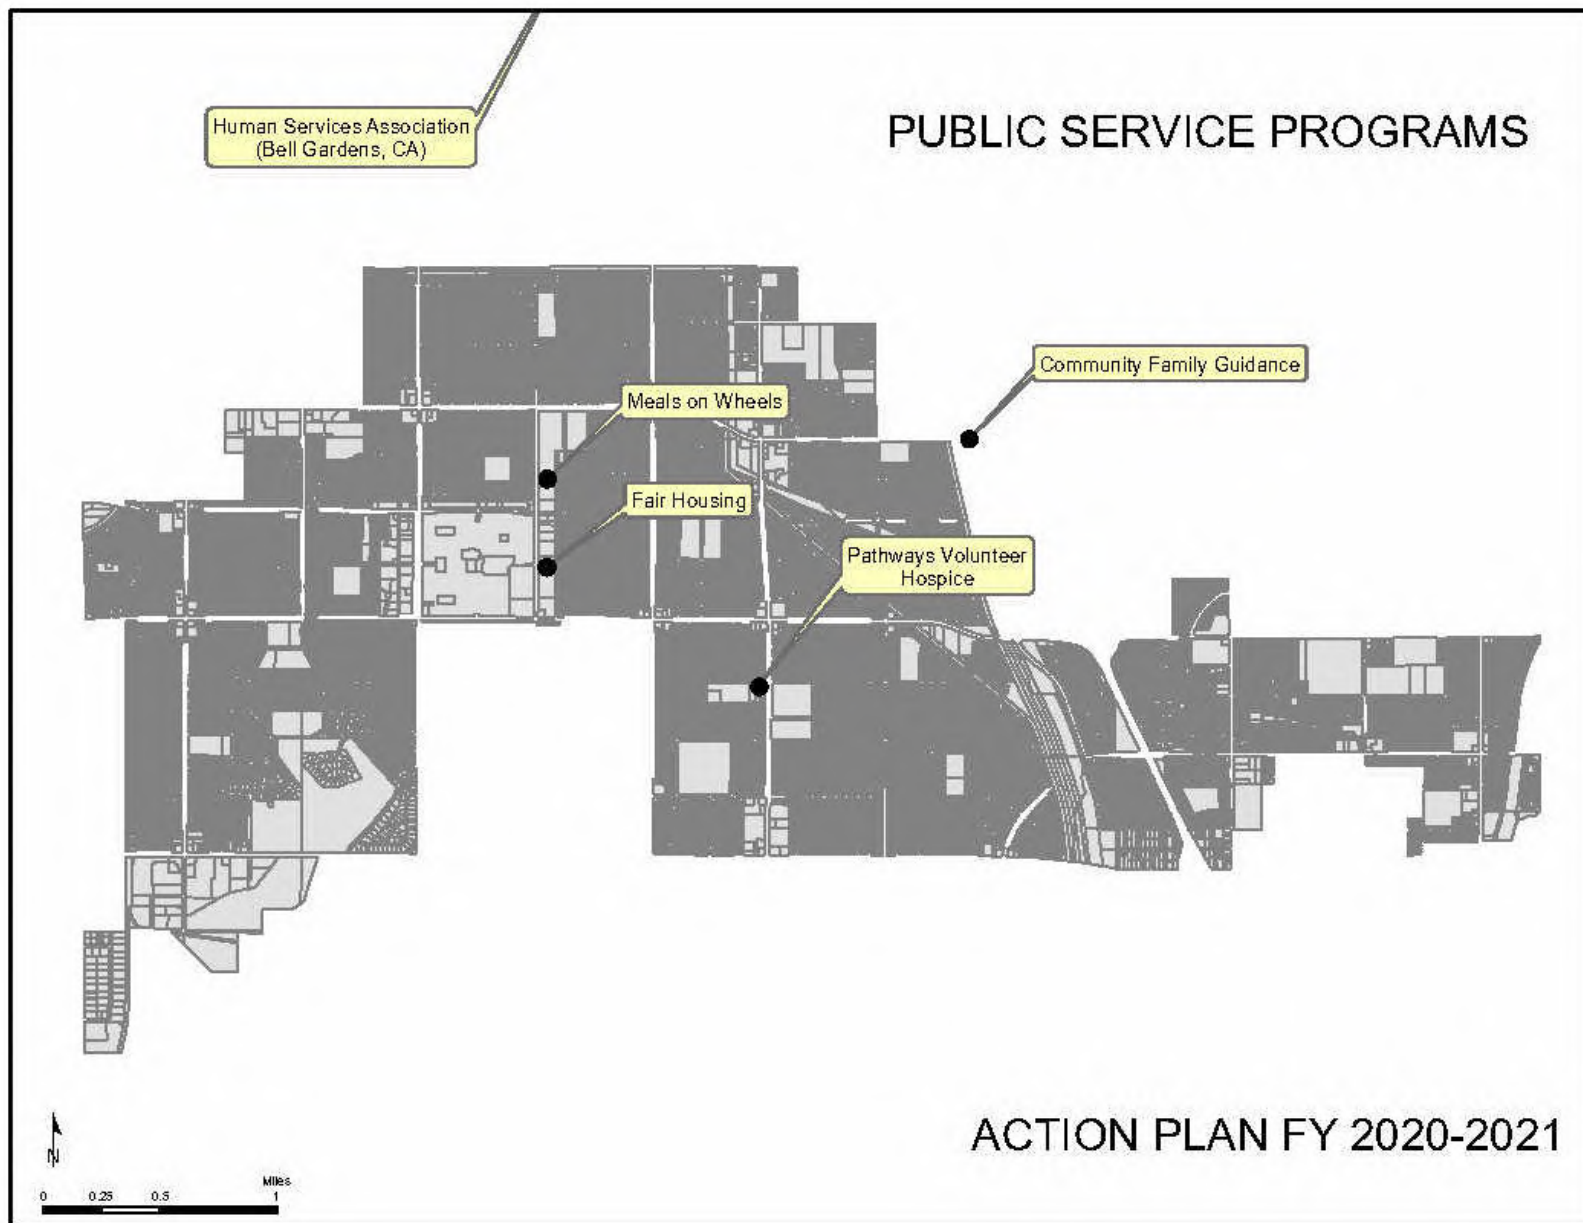 Human Services Association
(Bell Gardens, CA)
PUBLIC SERVICE PROGRAMS
Community Family Guidance
Meals on Wheels
Fair Housing
Pathways Volunteer
Hospice
N
ACTION PLAN FY 2020-2021
Miles
0 0.25 0.5 1